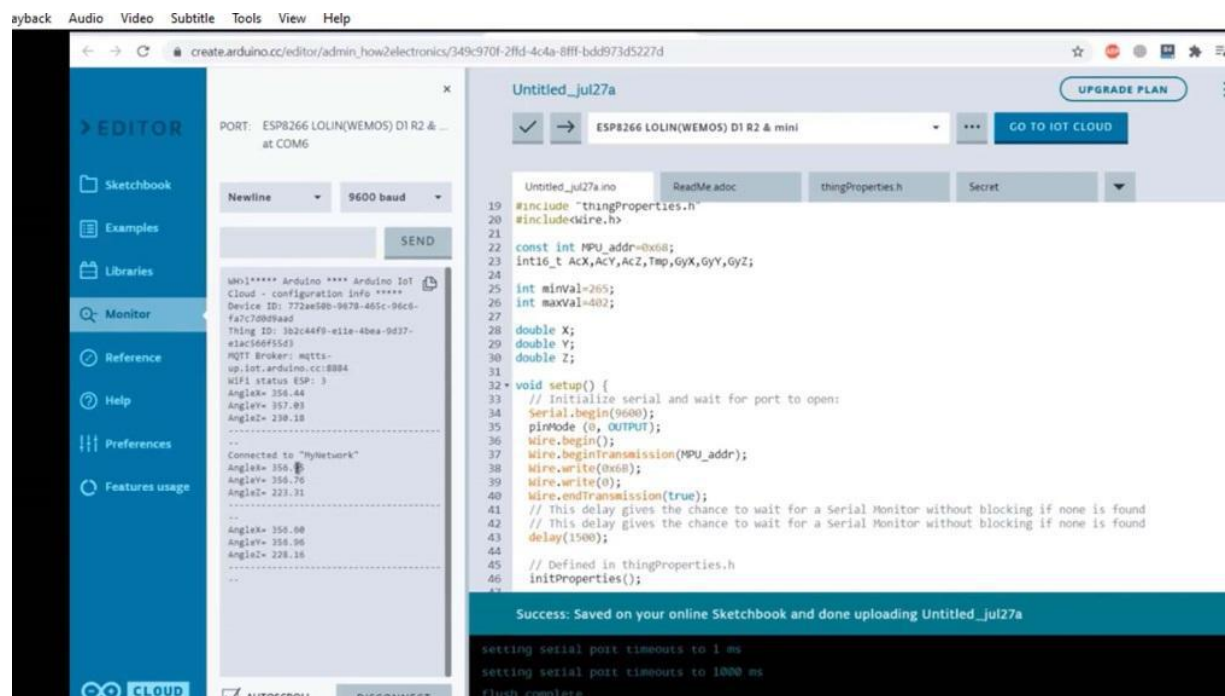 ayback Audio Video Subtitle Tools View Help
create.arduino.cc/editor/admin_how2electronics/349c970f-2ffd-4c4a-8fff-bdd973d5227d
>EDITOR
Sketchbook
Examples
Libraries
Monitor
Reference
Help
Preferences
Features usage
CLOUD
×
PORT: ESP8266 LOLIN(WEMOS) D1 R2 & ...
at COM6
Newline
9600 baud
SEND
***** Arduino **** Arduino IoT
Cloud - configuration info *****
Device ID:
Thing ID:
MQTT Broker: mqtts-
up.iot.arduino.cc:8884
WiFi status ESP: 3
AngleX= 356.44
AngleY= 357.03
AngleZ= 230.18
--
Connected to "MyNetwork"
AngleX= 356.
AngleY= 356.76
AngleZ= 223.31
--
AngleX=
AngleY= 356.96
AngleZ= 228.16
--
AUTOSCROLL
DISCONNECT
Untitled_jul27a
UPGRADE PLAN
ESP8266 LOLIN(WEMOS) D1 R2 & mini
...
GO TO IOT CLOUD
Untitled_jul27a.ino
ReadMe.adoc
thingProperties.h
Secret
19 #include "thingProperties.h"
20 #include<Wire.h>
21
22 const int MPU_addr=0x68;
23 int16_t AcX,AcY,AcZ,Tmp,GyX,GyY,GyZ;
24
25 int minVal=265;
26 int maxVal=402;
27
28 double X;
29 double Y;
30 double Z;
31
32 void setup() {
33 // Initialize serial and wait for port to open:
34 Serial.begin(9600);
35 pinMode (0, OUTPUT);
36 Wire.begin();
37 Wire.beginTransmission(MPU_addr);
38 Wire.write(0x6B);
39 Wire.write(0);
40 Wire.endTransmission(true);
41 // This delay gives the chance to wait for a Serial Monitor without blocking if none is found
42 // This delay gives the chance to wait for a Serial Monitor without blocking if none is found
43 delay(1500);
44
45 // Defined in thingProperties.h
46 initProperties();
Success: Saved on your online Sketchbook and done uploading Untitled_jul27a
setting serial port timeouts to 1 ms
setting serial port timeouts to 1000 ms
flush complete